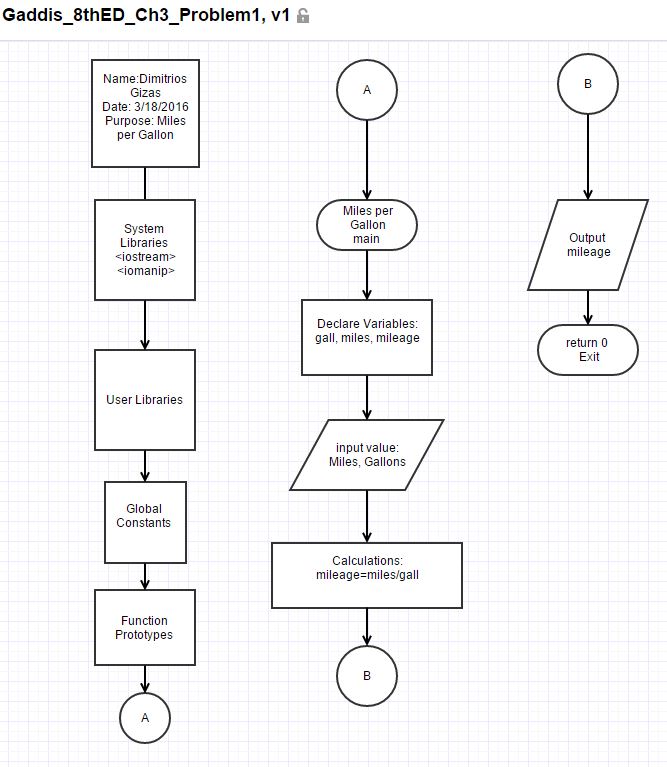 Gaddis_8thED_Ch3_Problem1, v1
Name:Dimitrios
Gizas
Date: 3/18/2016
Purpose: Miles
per Gallon
System
Libraries
<iostream>
<iomanip>
User Libraries
Global
Constants
Function
Prototypes
A
A
Miles per
Gallon
main
Declare Variables:
gall, miles, mileage
input value:
Miles, Gallons
Calculations:
mileage=miles/gall
B
B
Output
mileage
return 0
Exit